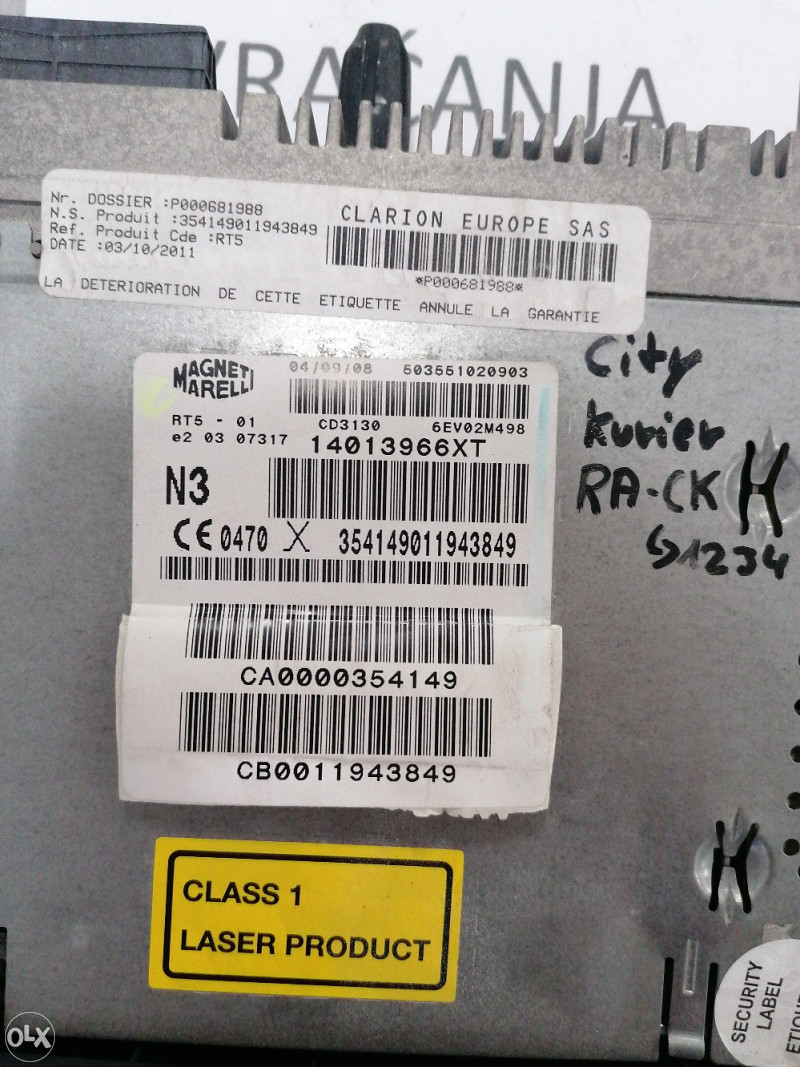 VRAĆANJA
Nr. DOSSIER :P000681988
N.S. Produit :354149011943849
Ref. Produit Cde :RT5
DATE :03/10/2011
CLARION EUROPE SAS
*P000681988*
LA DETERIORATION DE CETTE ETIQUETTE ANNULE LA GARANTIE
MAGNETI
MARELLI
04/09/08 503551020903
RT5 - 01 CD3130 6EV02M498
e2 03 07317 14013966XT
N3
CE 0470 X 354149011943849
CA0000354149
CB0011943849
City
kurier
RA-CK
51234
CLASS 1
LASER PRODUCT
SECURITY
LABEL
OLX